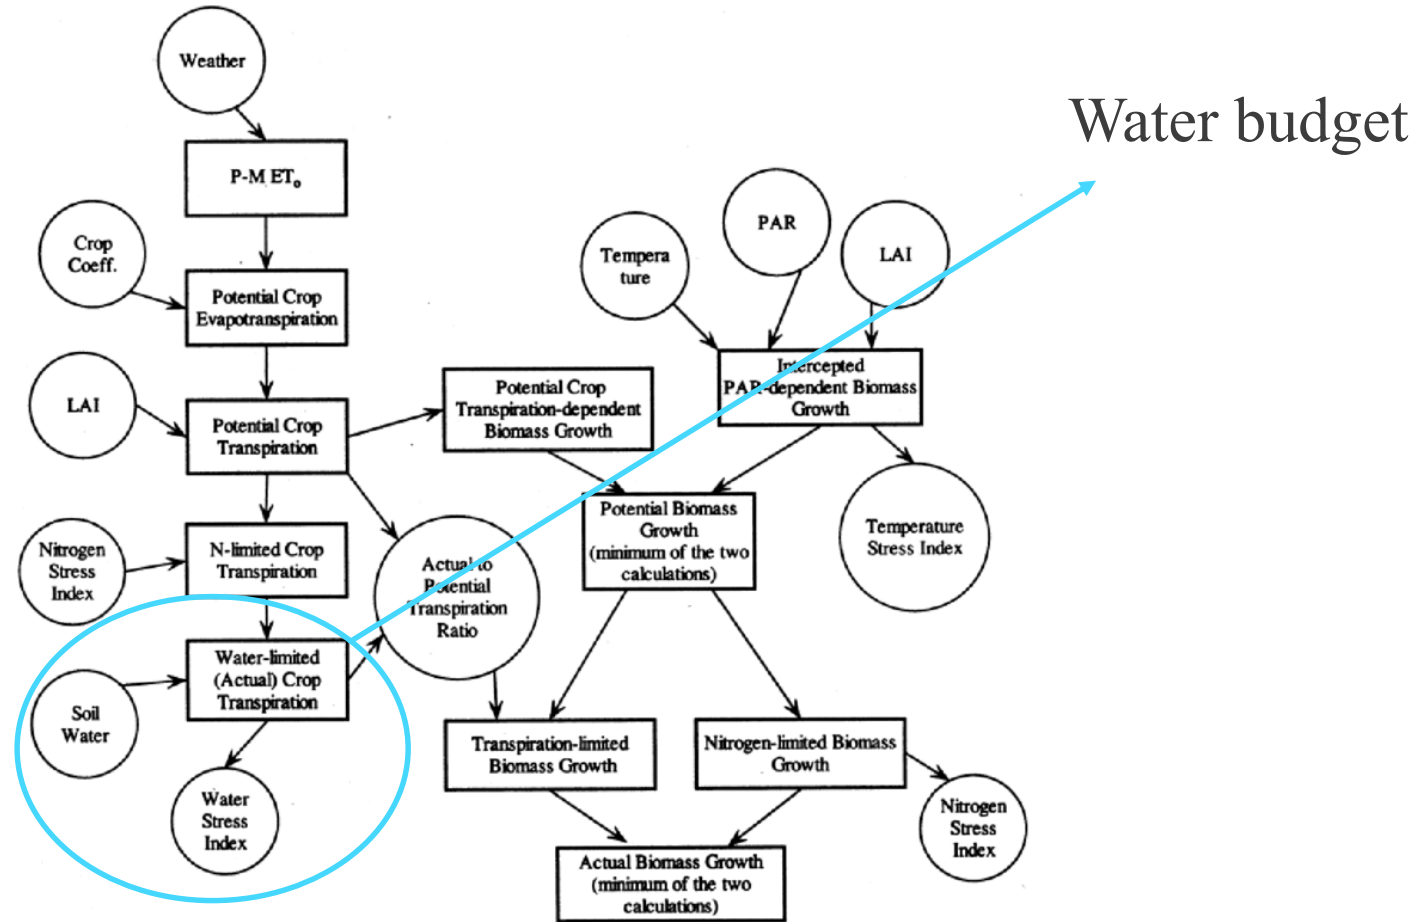 Weather
Water budget
P-M ETo
PAR
Crop
Coeff.
Tempera
ture
LAI
Potential Crop
Evapotranspiration
LAI
Potential Crop
Transpiration
Potential Crop
Transpiration-dependent
Biomass Growth
Intercepted
PAR-dependent Biomass
Growth
Nitrogen
Stress
Index
N-limited Crop
Transpiration
Actual to
Potential
Transpiration
Ratio
Potential Biomass
Growth
(minimum of the two
calculations)
Temperature
Stress Index
Soil
Water
Water-limited
(Actual) Crop
Transpiration
Transpiration-limited
Biomass Growth
Nitrogen-limited Biomass
Growth
Water
Stress
Index
Nitrogen
Stress
Index
Actual Biomass Growth
(minimum of the two
calculations)